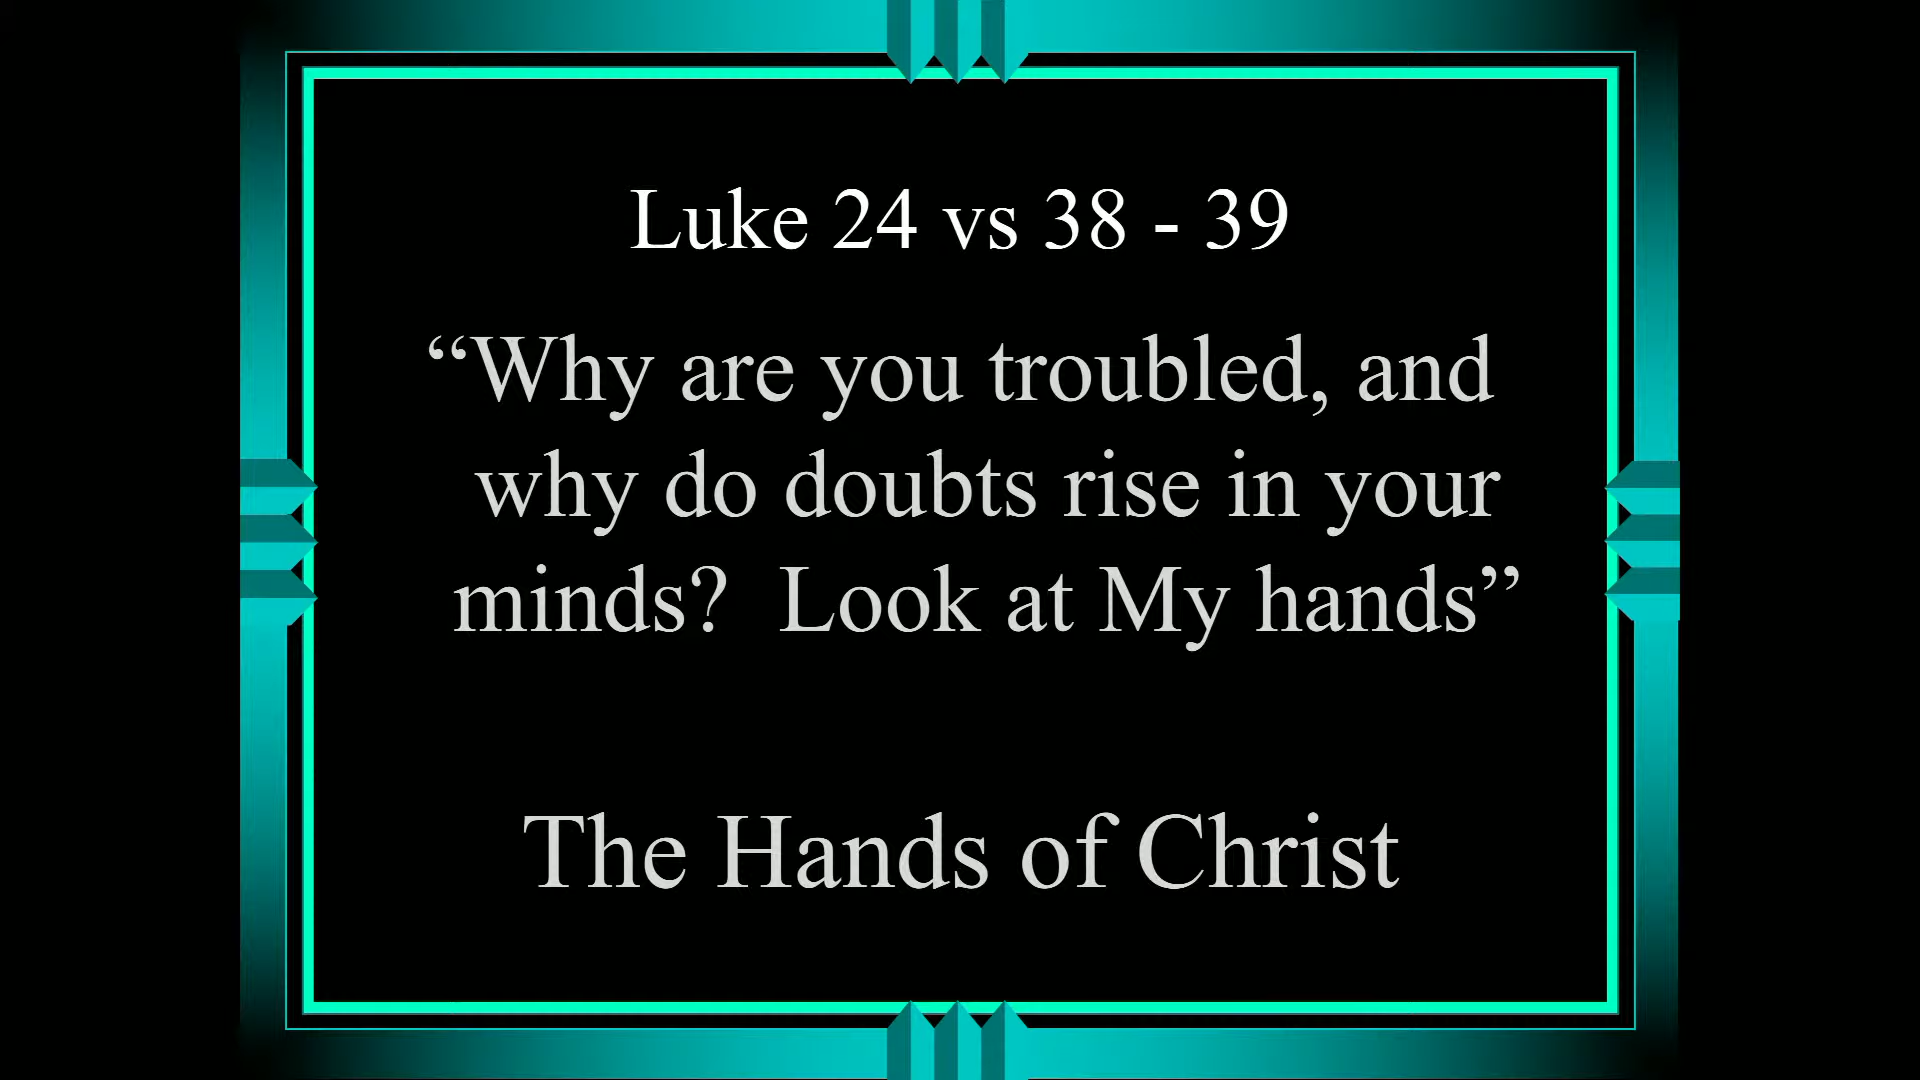 Luke 24 vs 38 - 39
“Why are you troubled, and
why do doubts rise in your
minds?  Look at My hands”
The Hands of Christ